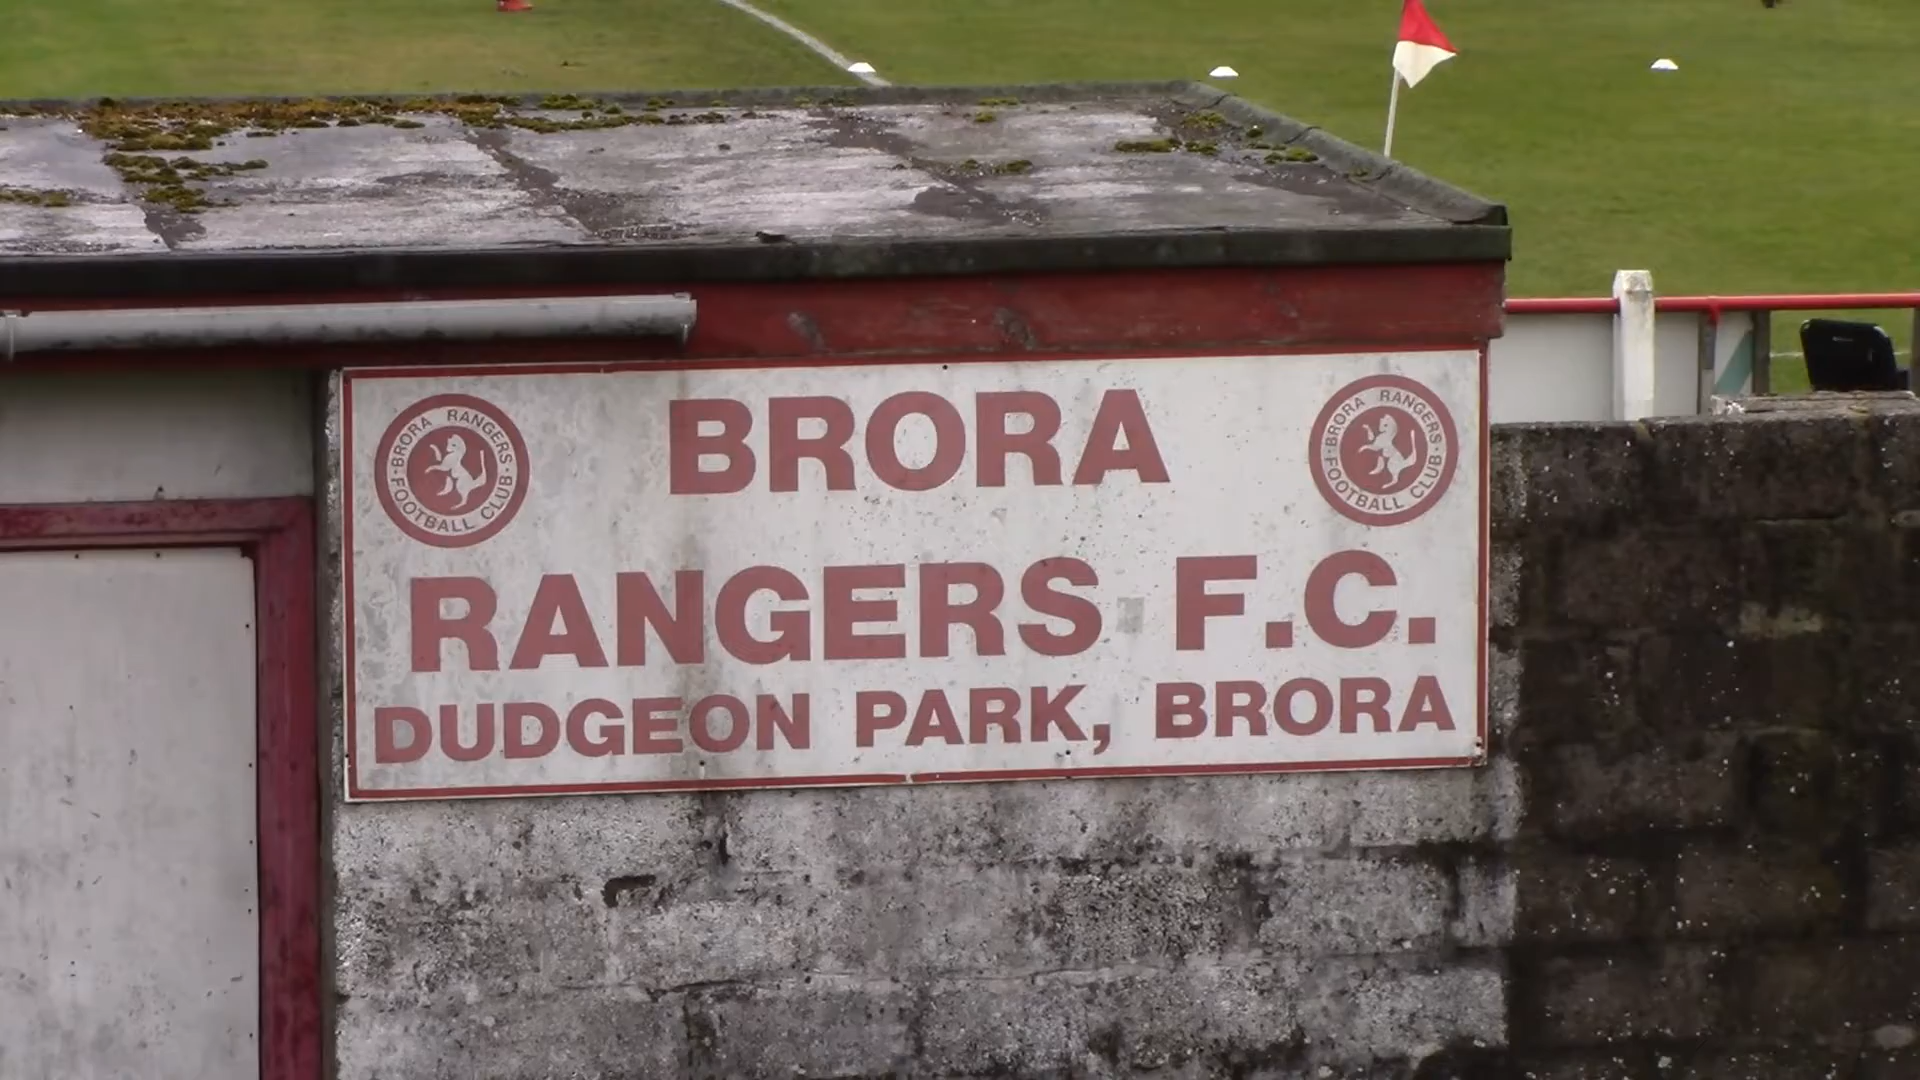 BRORA
RANGERS F.C.
DUDGEON PARK, BRORA
BRORA RANGERS
· FOOTBALL CLUB ·
BRORA RANGERS
· FOOTBALL CLUB ·